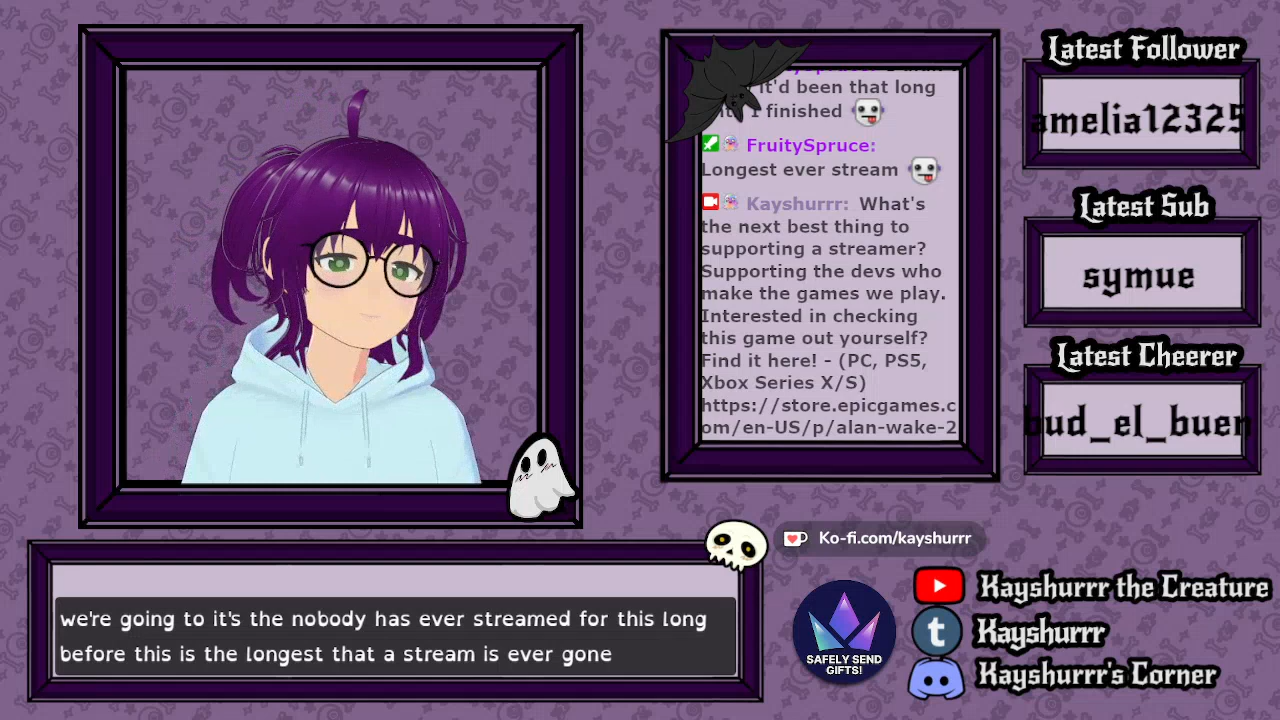 it'd been that long
I finished
FruitySpruce:
Longest ever stream
Kayshurrr: What's
the next best thing to
supporting a streamer?
Supporting the devs who
make the games we play.
Interested in checking
this game out yourself?
Find it here! - (PC, PS5,
Xbox Series X/S)
https://store.epicgames.c
om/en-US/p/alan-wake-2
Latest Follower
amelia12325
Latest Sub
symue
Latest Cheerer
bud_el_buen
we're going to it's the nobody has ever streamed for this long
before this is the longest that a stream is ever gone
Ko-fi.com/kayshurrr
SAFELY SEND
GIFTS!
Kayshurrr the Creature
t
Kayshurrr
Kayshurrr's Corner